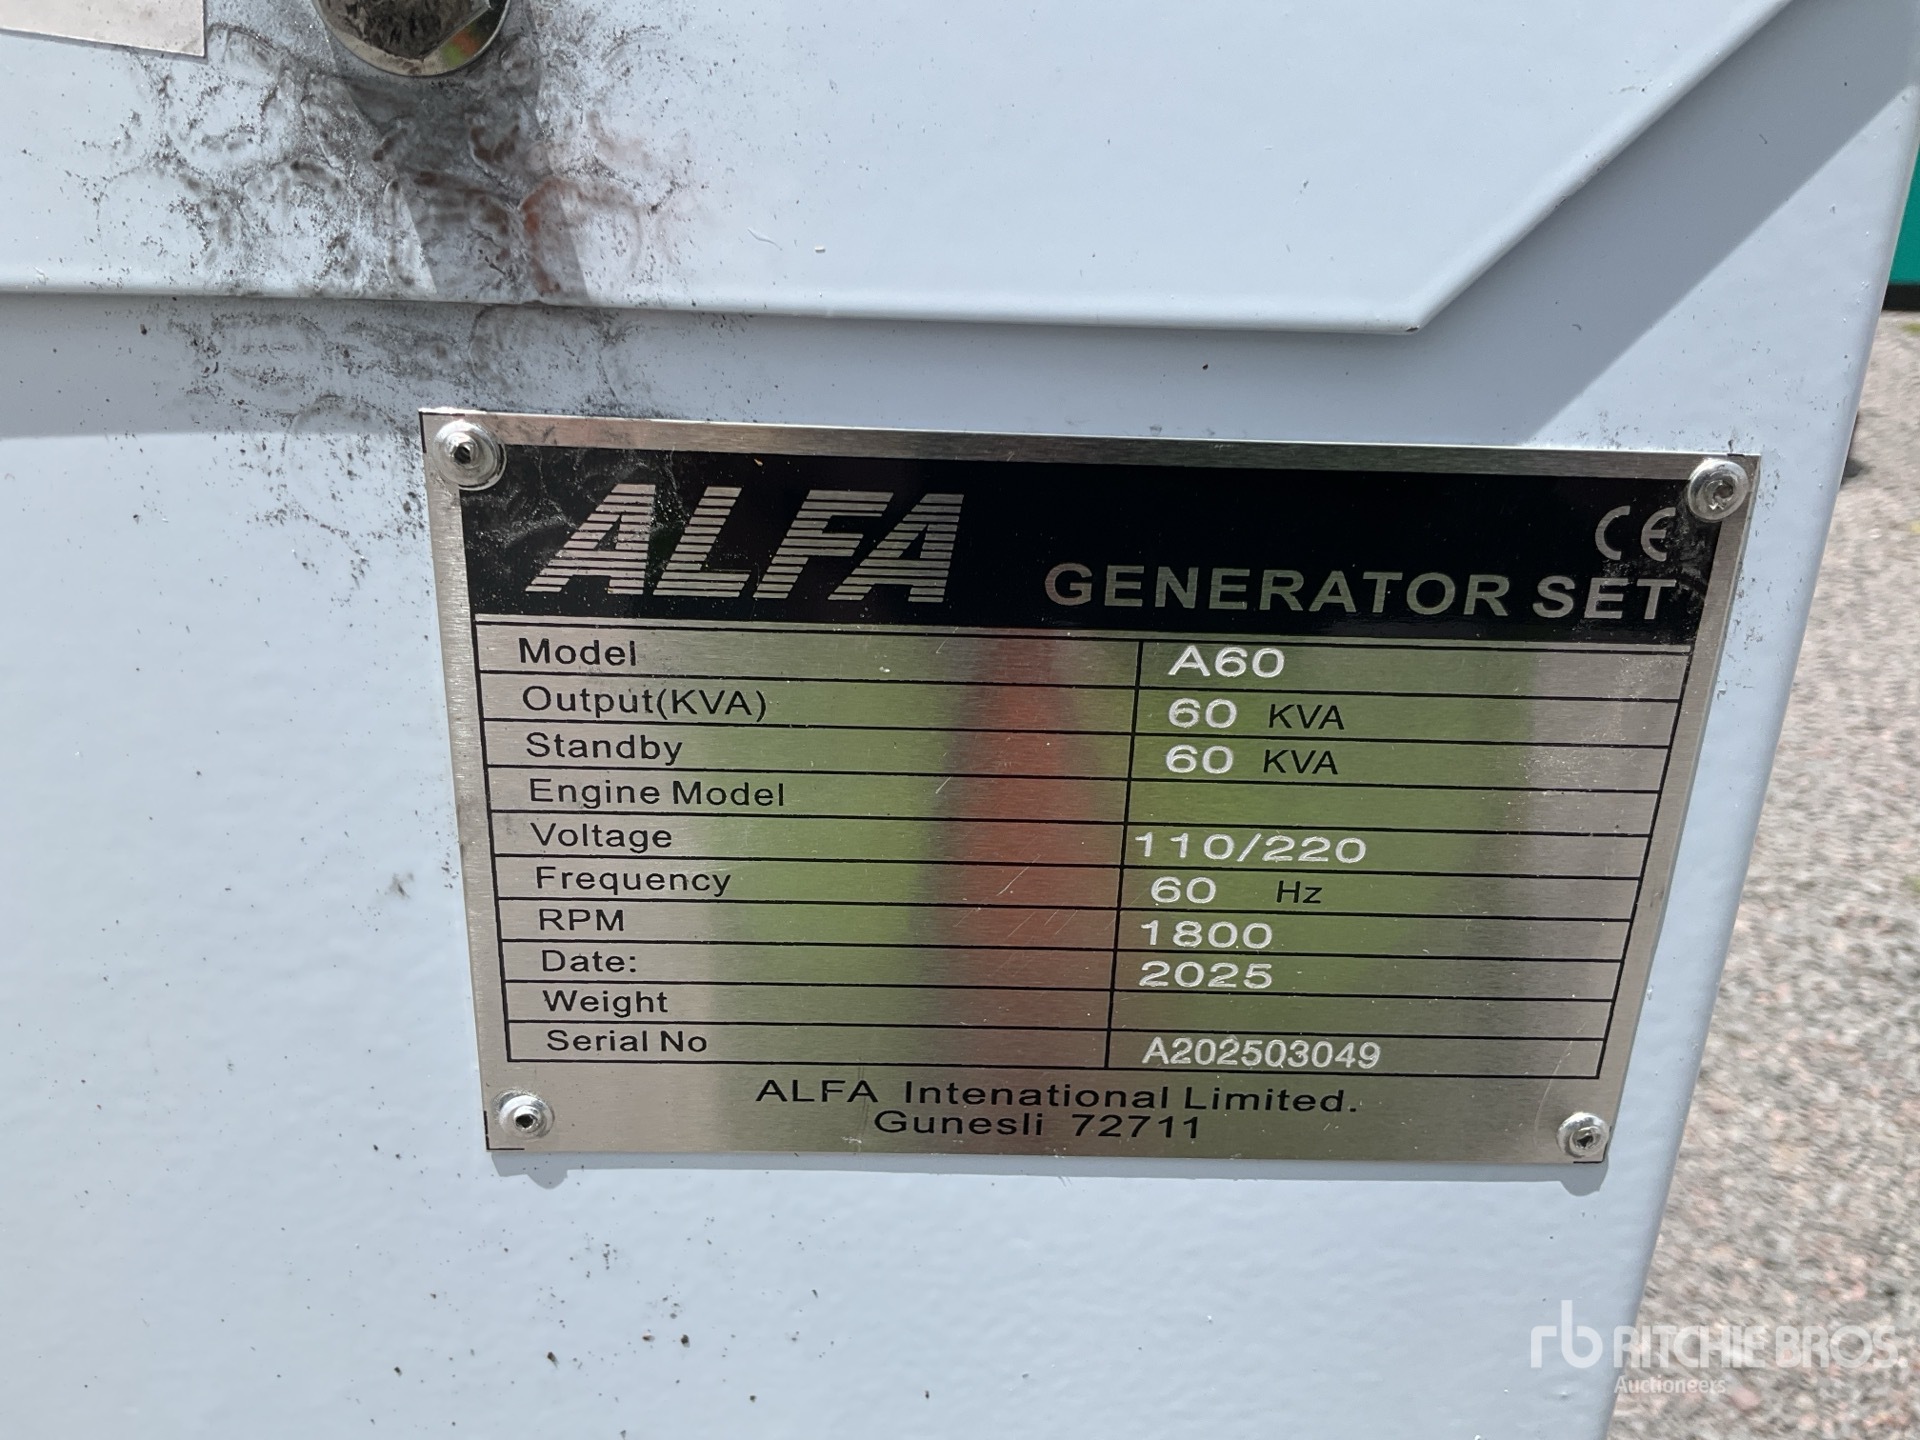 ALFA
CE
GENERATOR SET
Model A60
Output(KVA) 60 KVA
Standby 60 KVA
Engine Model
Voltage 110/220
Frequency 60 Hz
RPM 1800
Date: 2025
Weight
Serial No A202503049
ALFA Intenational Limited.
Gunesli 72711
rb RITCHIE BROS.
Auctioneers